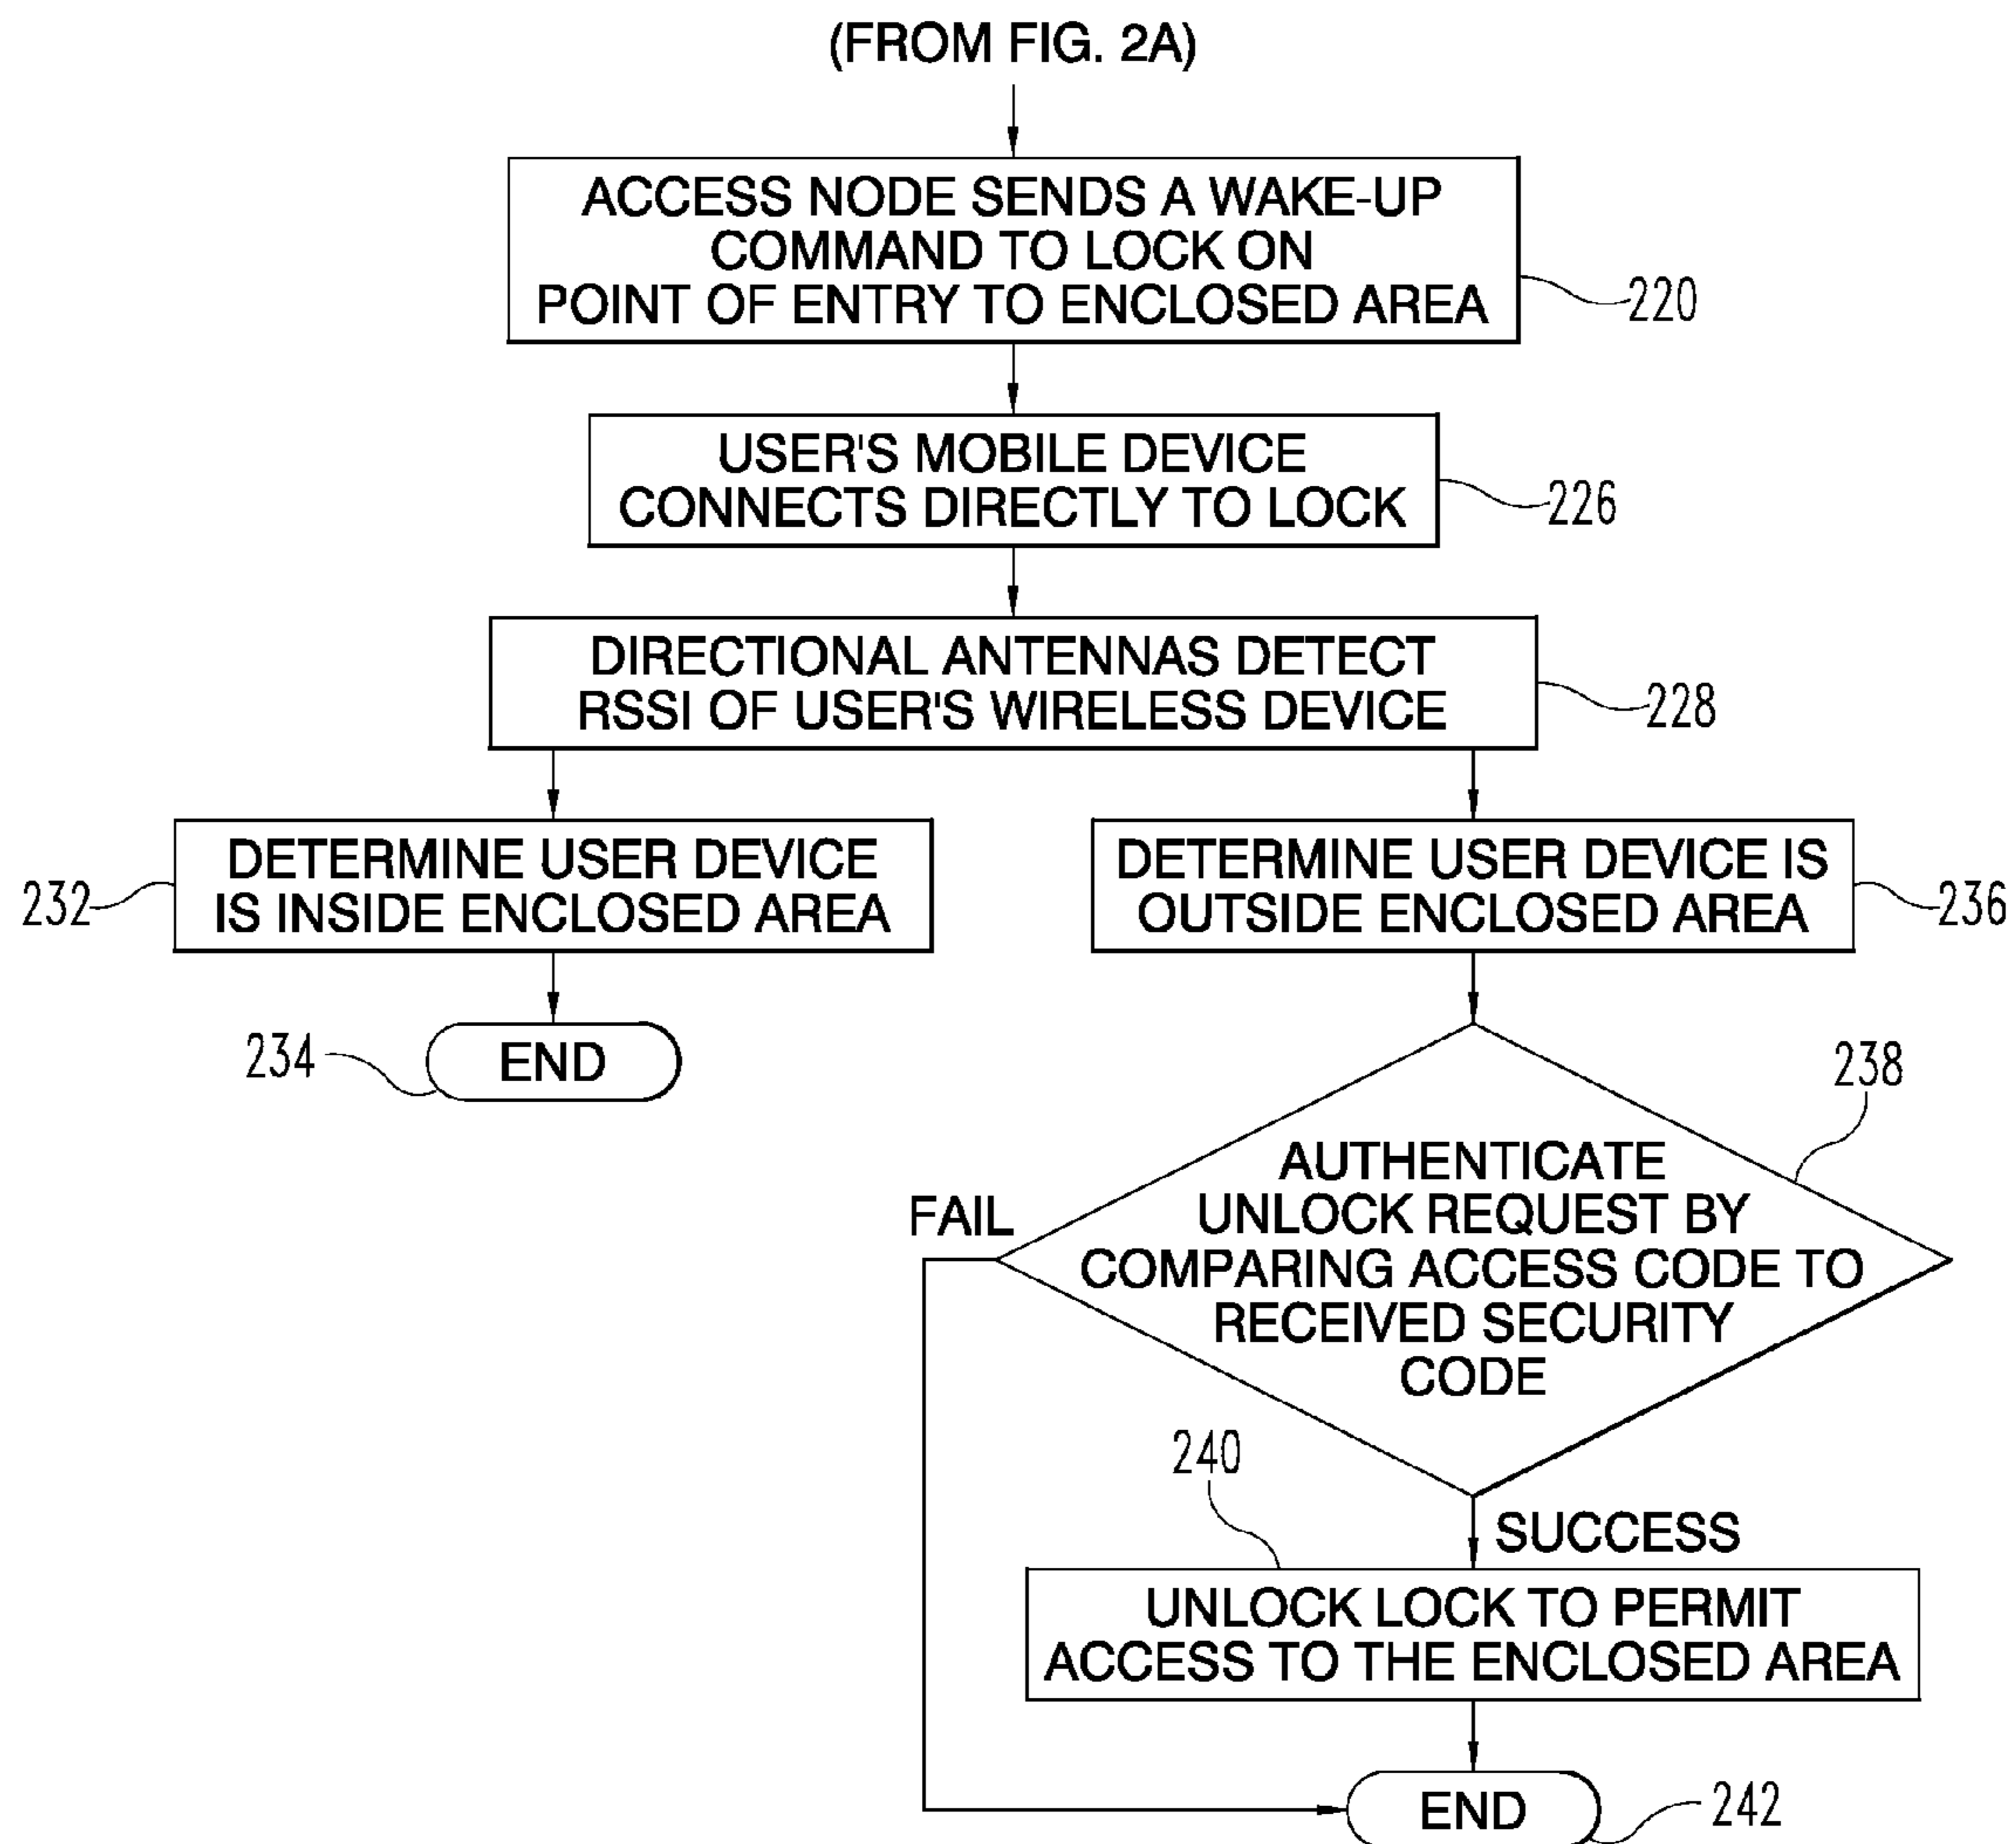 (FROM FIG. 2A)
ACCESS NODE SENDS A WAKE-UP
COMMAND TO LOCK ON
POINT OF ENTRY TO ENCLOSED AREA
220
USER'S MOBILE DEVICE
CONNECTS DIRECTLY TO LOCK
226
DIRECTIONAL ANTENNAS DETECT
RSSI OF USER'S WIRELESS DEVICE
228
232
DETERMINE USER DEVICE
IS INSIDE ENCLOSED AREA
DETERMINE USER DEVICE IS
OUTSIDE ENCLOSED AREA
236
234
END
238
AUTHENTICATE
UNLOCK REQUEST BY
COMPARING ACCESS CODE TO
RECEIVED SECURITY
CODE
FAIL
240
SUCCESS
UNLOCK LOCK TO PERMIT
ACCESS TO THE ENCLOSED AREA
END
242